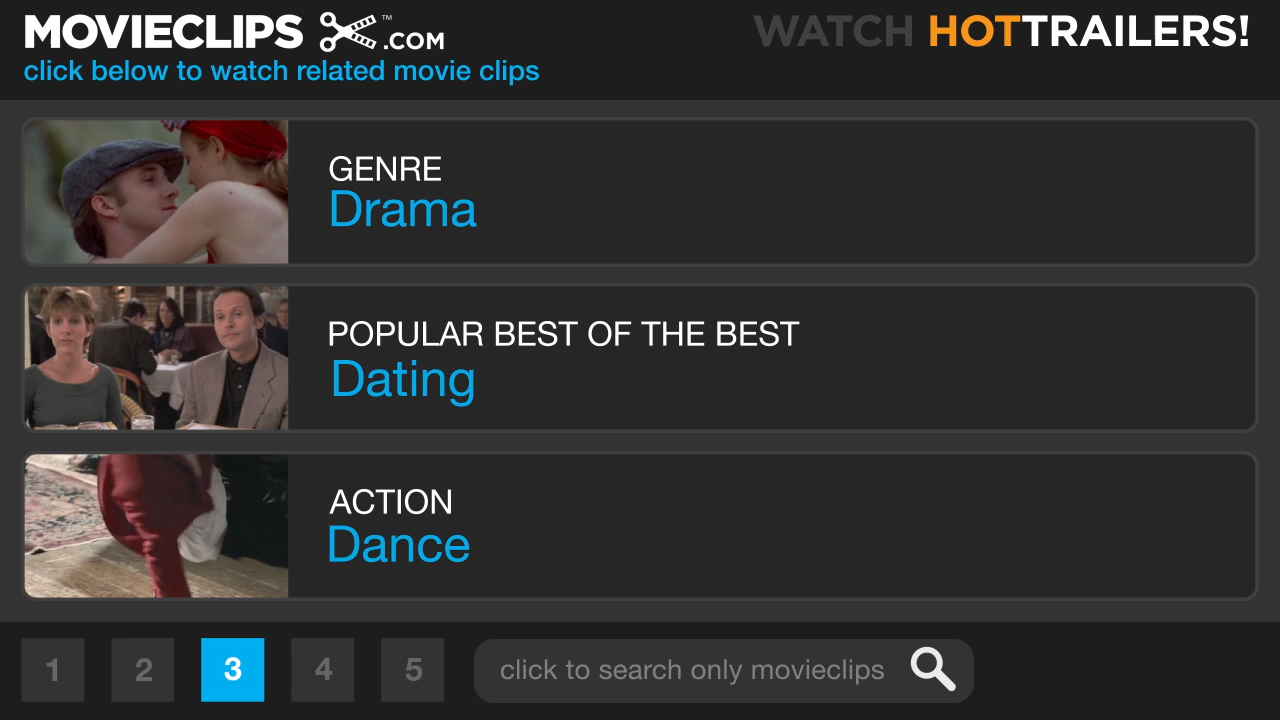 MOVIECLIPS ™ .COM
WATCH HOTTRAILERS!
click below to watch related movie clips
GENRE
Drama
POPULAR BEST OF THE BEST
Dating
ACTION
Dance
1 2 3 4 5 click to search only movieclips